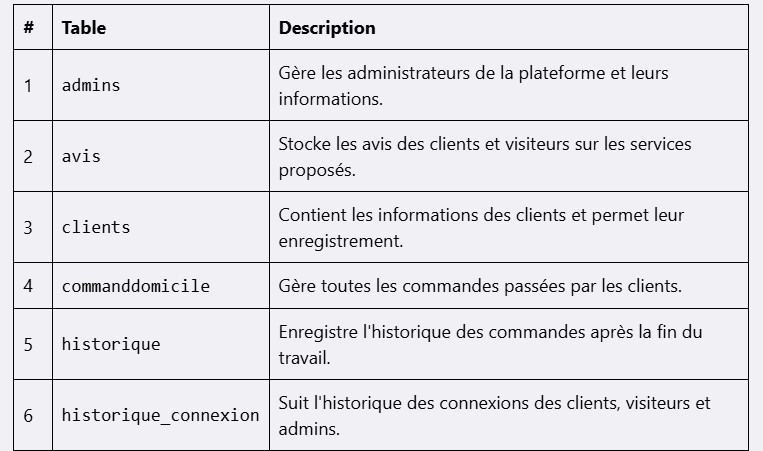 # Table Description
1 admins Gère les administrateurs de la plateforme et leurs
informations.
2 avis Stocke les avis des clients et visiteurs sur les services
proposés.
3 clients Contient les informations des clients et permet leur
enregistrement.
4 commanddomicile Gère toutes les commandes passées par les clients.
5 historique Enregistre l'historique des commandes après la fin du
travail.
6 historique_connexion Suit l'historique des connexions des clients, visiteurs et
admins.